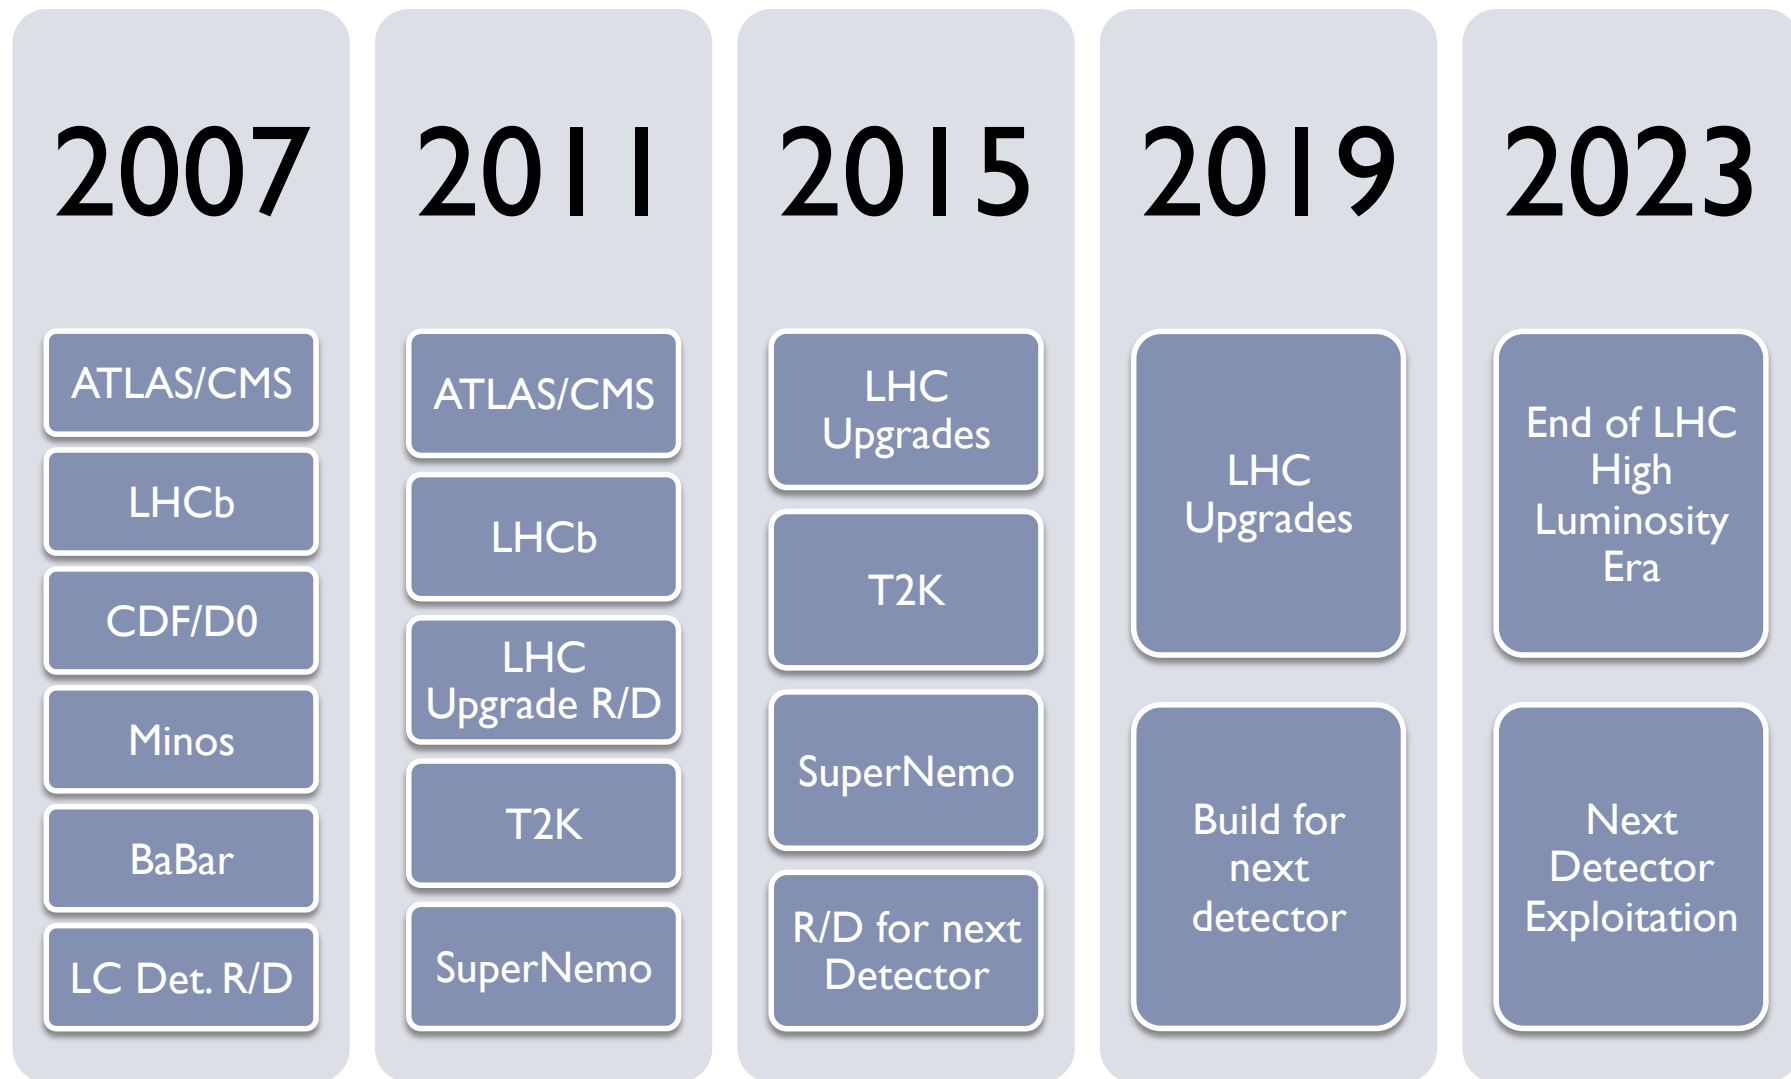 2007
ATLAS/CMS
LHCb
CDF/D0
Minos
BaBar
LC Det. R/D
2011
ATLAS/CMS
LHCb
LHC
Upgrade R/D
T2K
SuperNemo
2015
LHC
Upgrades
T2K
SuperNemo
R/D for next
Detector
2019
LHC
Upgrades
Build for
next
detector
2023
End of LHC
High
Luminosity
Era
Next
Detector
Exploitation